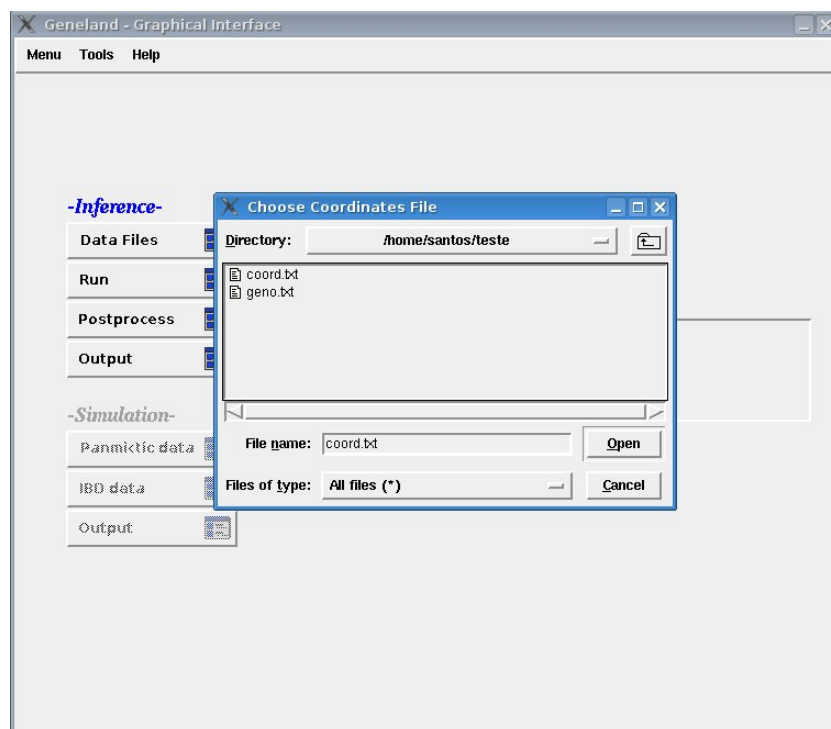 Geneland - Graphical Interface
Menu Tools Help
-Inference-
Data Files
Run
Postprocess
Output
-Simulation-
Panmictic data
IBD data
Output
Choose Coordinates File
Directory: /home/santos/teste
coord.txt
geno.txt
File name: coord.txt Open
Files of type: All files (*) Cancel